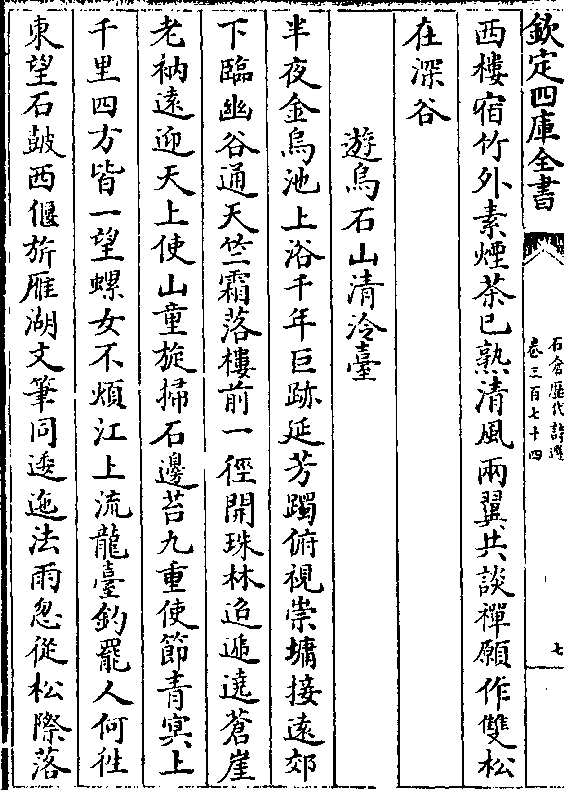 欽定四庫全書
石倉歷代詩選
卷三百七十四
七
西樓宿竹外素煙茶已熟清風兩翼共談禪願作雙松
在深谷
遊烏石山清冷臺
半夜金烏池上浴千年巨跡延芳躅俯視崇墉接遠郊
下臨幽谷通天竺霜落樓前一徑開珠林迢遞遶蒼崖
老衲遠迎天上使山童旋掃石邊苔九重使節青冥上
千里四方皆一望螺女不煩江上流龍臺釣罷人何徃
東望石皷西偃旂雁湖文筆同逶迤法雨忽從松際落